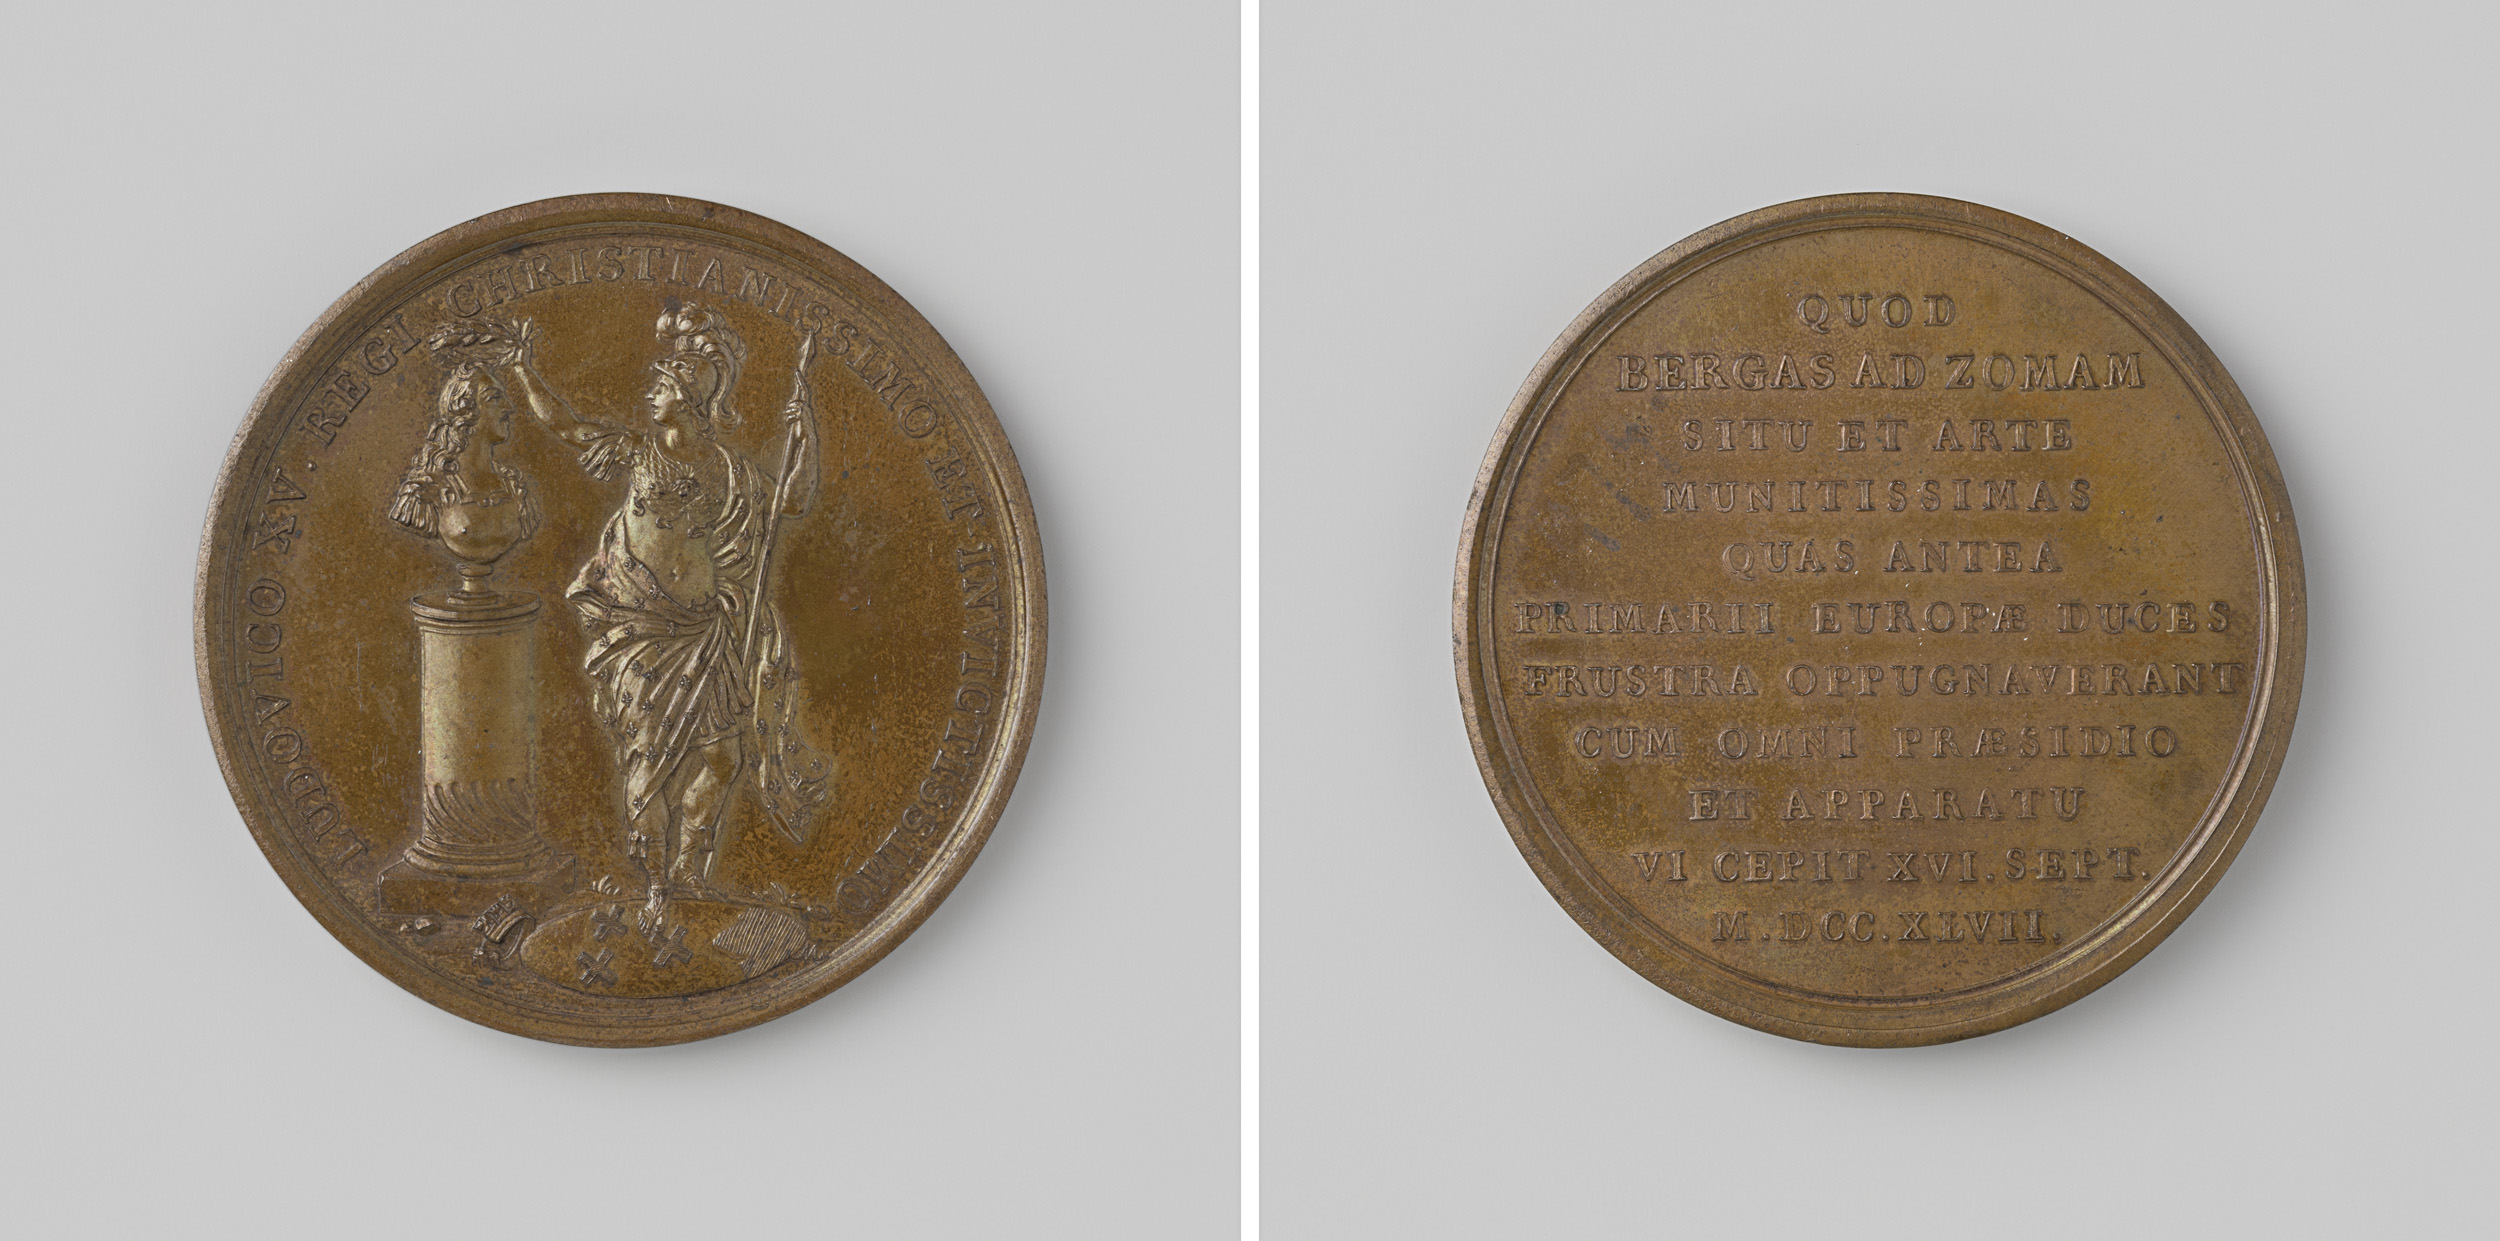 LUDOVICO XV. REGI CHRISTIANISSIMO ET INVICTISSIMO
QUOD
BERGAS AD ZOMAM
SITU ET ARTE
MUNITISSIMAS
QUAS ANTEA
PRIMARII EUROPÆ DUCES
FRUSTRA OPPUGNAVERANT
CUM OMNI PRÆSIDIO
ET APPARATU
VI CEPIT XVI. SEPT.
M. DCC. XLVII.